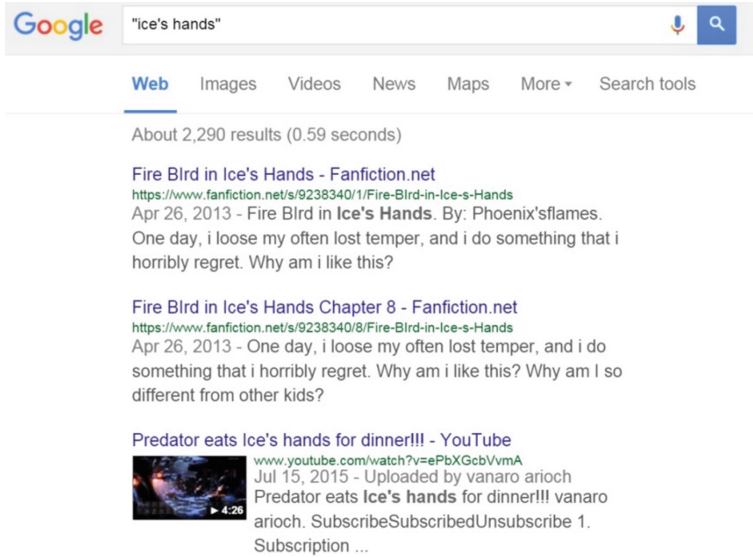 Google "ice's hands"
Web Images Videos News Maps More Search tools
About 2,290 results (0.59 seconds)
Fire BIrd in Ice's Hands - Fanfiction.net
https://www.fanfiction.net/s/9238340/1/Fire-BIrd-in-Ice-s-Hands
Apr 26, 2013 - Fire BIrd in Ice's Hands. By: Phoenix'sflames.
One day, i loose my often lost temper, and i do something that i
horribly regret. Why am i like this?
Fire BIrd in Ice's Hands Chapter 8 - Fanfiction.net
https://www.fanfiction.net/s/9238340/8/Fire-BIrd-in-Ice-s-Hands
Apr 26, 2013 - One day, i loose my often lost temper, and i do
something that i horribly regret. Why am i like this? Why am I so
different from other kids?
Predator eats Ice's hands for dinner!!! - YouTube
www.youtube.com/watch?v=ePbXGcbVvmA
Jul 15, 2015 - Uploaded by vanaro arioch
Predator eats Ice's hands for dinner!!! vanaro
4:26
arioch. SubscribeSubscribedUnsubscribe 1.
Subscription ...